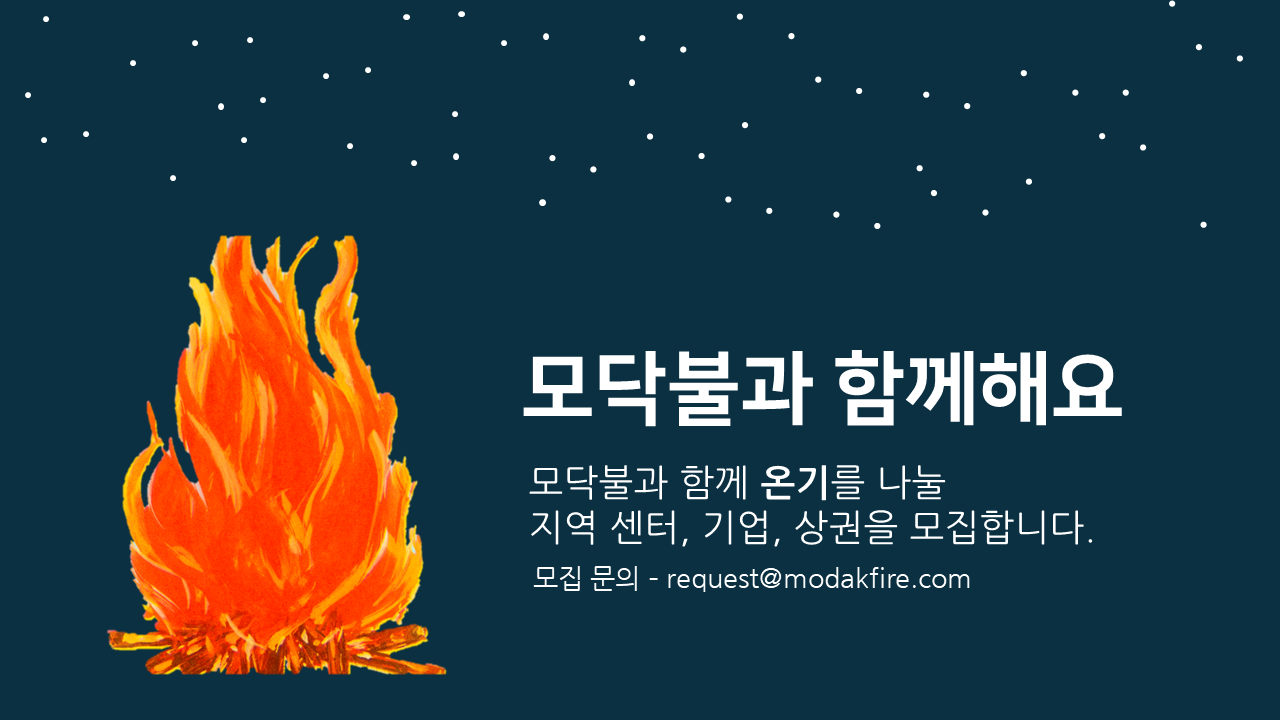 모닥불과 함께해요
모닥불과 함께 온기를 나눌
지역 센터, 기업, 상권을 모집합니다.
모집 문의 - request@modakfire.com